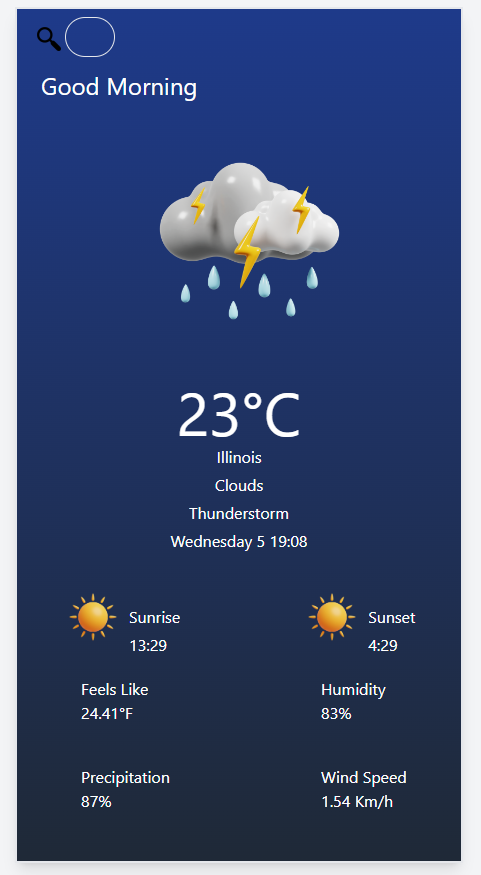 Good Morning
23°C
Illinois
Clouds
Thunderstorm
Wednesday 5 19:08
Sunrise
13:29
Sunset
4:29
Feels Like
24.41°F
Humidity
83%
Precipitation
87%
Wind Speed
1.54 Km/h